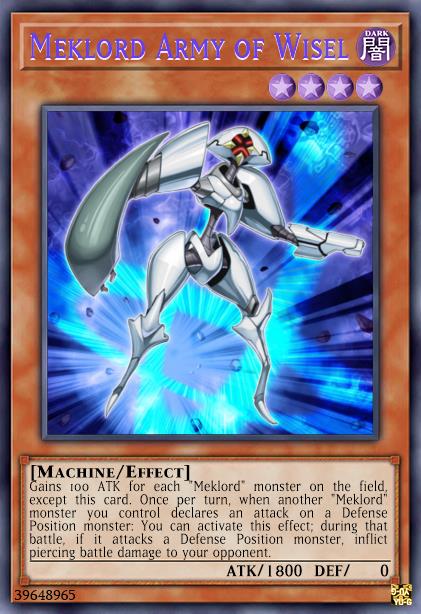 Meklord Army of Wisel
DARK
闇
[Machine/Effect]
Gains 100 ATK for each "Meklord" monster on the field,
except this card. Once per turn, when another "Meklord"
monster you control declares an attack on a Defense
Position monster: You can activate this effect; during that
battle, if it attacks a Defense Position monster, inflict
piercing battle damage to your opponent.
ATK/1800 DEF/ 0
39648965